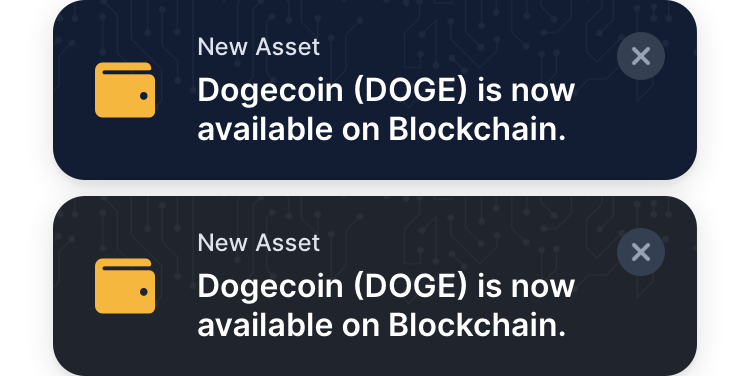 New Asset
Dogecoin (DOGE) is now
available on Blockchain.
New Asset
Dogecoin (DOGE) is now
available on Blockchain.